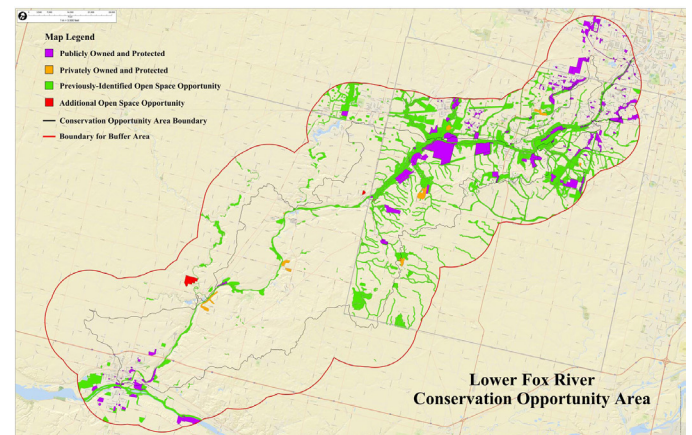 Map Legend
Publicly Owned and Protected
Privately Owned and Protected
Previously-Identified Open Space Opportunity
Additional Open Space Opportunity
Conservation Opportunity Area Boundary
Boundary for Buffer Area
Lower Fox River
Conservation Opportunity Area